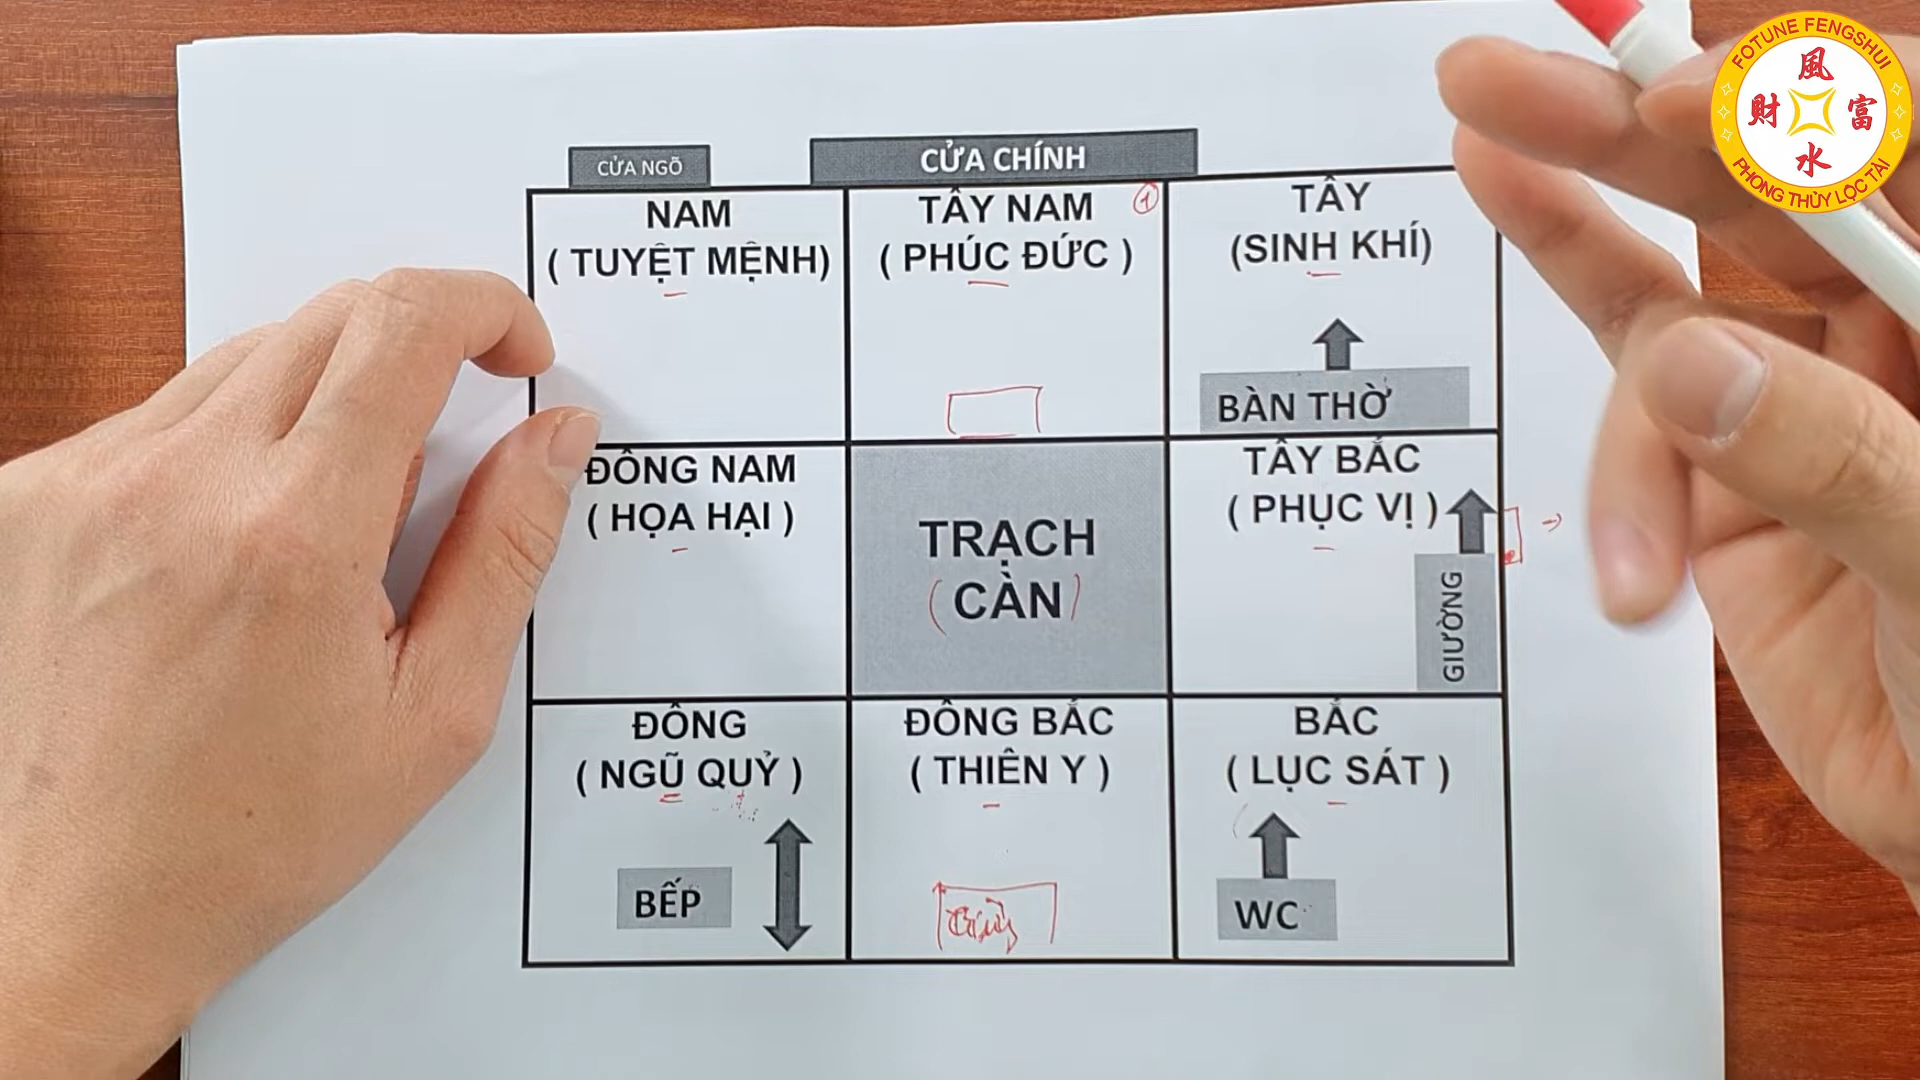 FOTUNE FENGSHUI
風
財 富
水
PHONG THỦY LỘC TÀI
CỬA NGÕ
CỬA CHÍNH
NAM
( TUYỆT MỆNH)
TÂY NAM
1
( PHÚC ĐỨC )
TÂY
(SINH KHÍ)
BÀN THỜ
ĐÔNG NAM
( HỌA HẠI )
TRẠCH
( CÀN )
TÂY BẮC
( PHỤC VỊ )
GIƯỜNG
ĐÔNG
( NGŨ QUỶ )
BẾP
ĐÔNG BẮC
( THIÊN Y )
BẮC
( LỤC SÁT )
WC